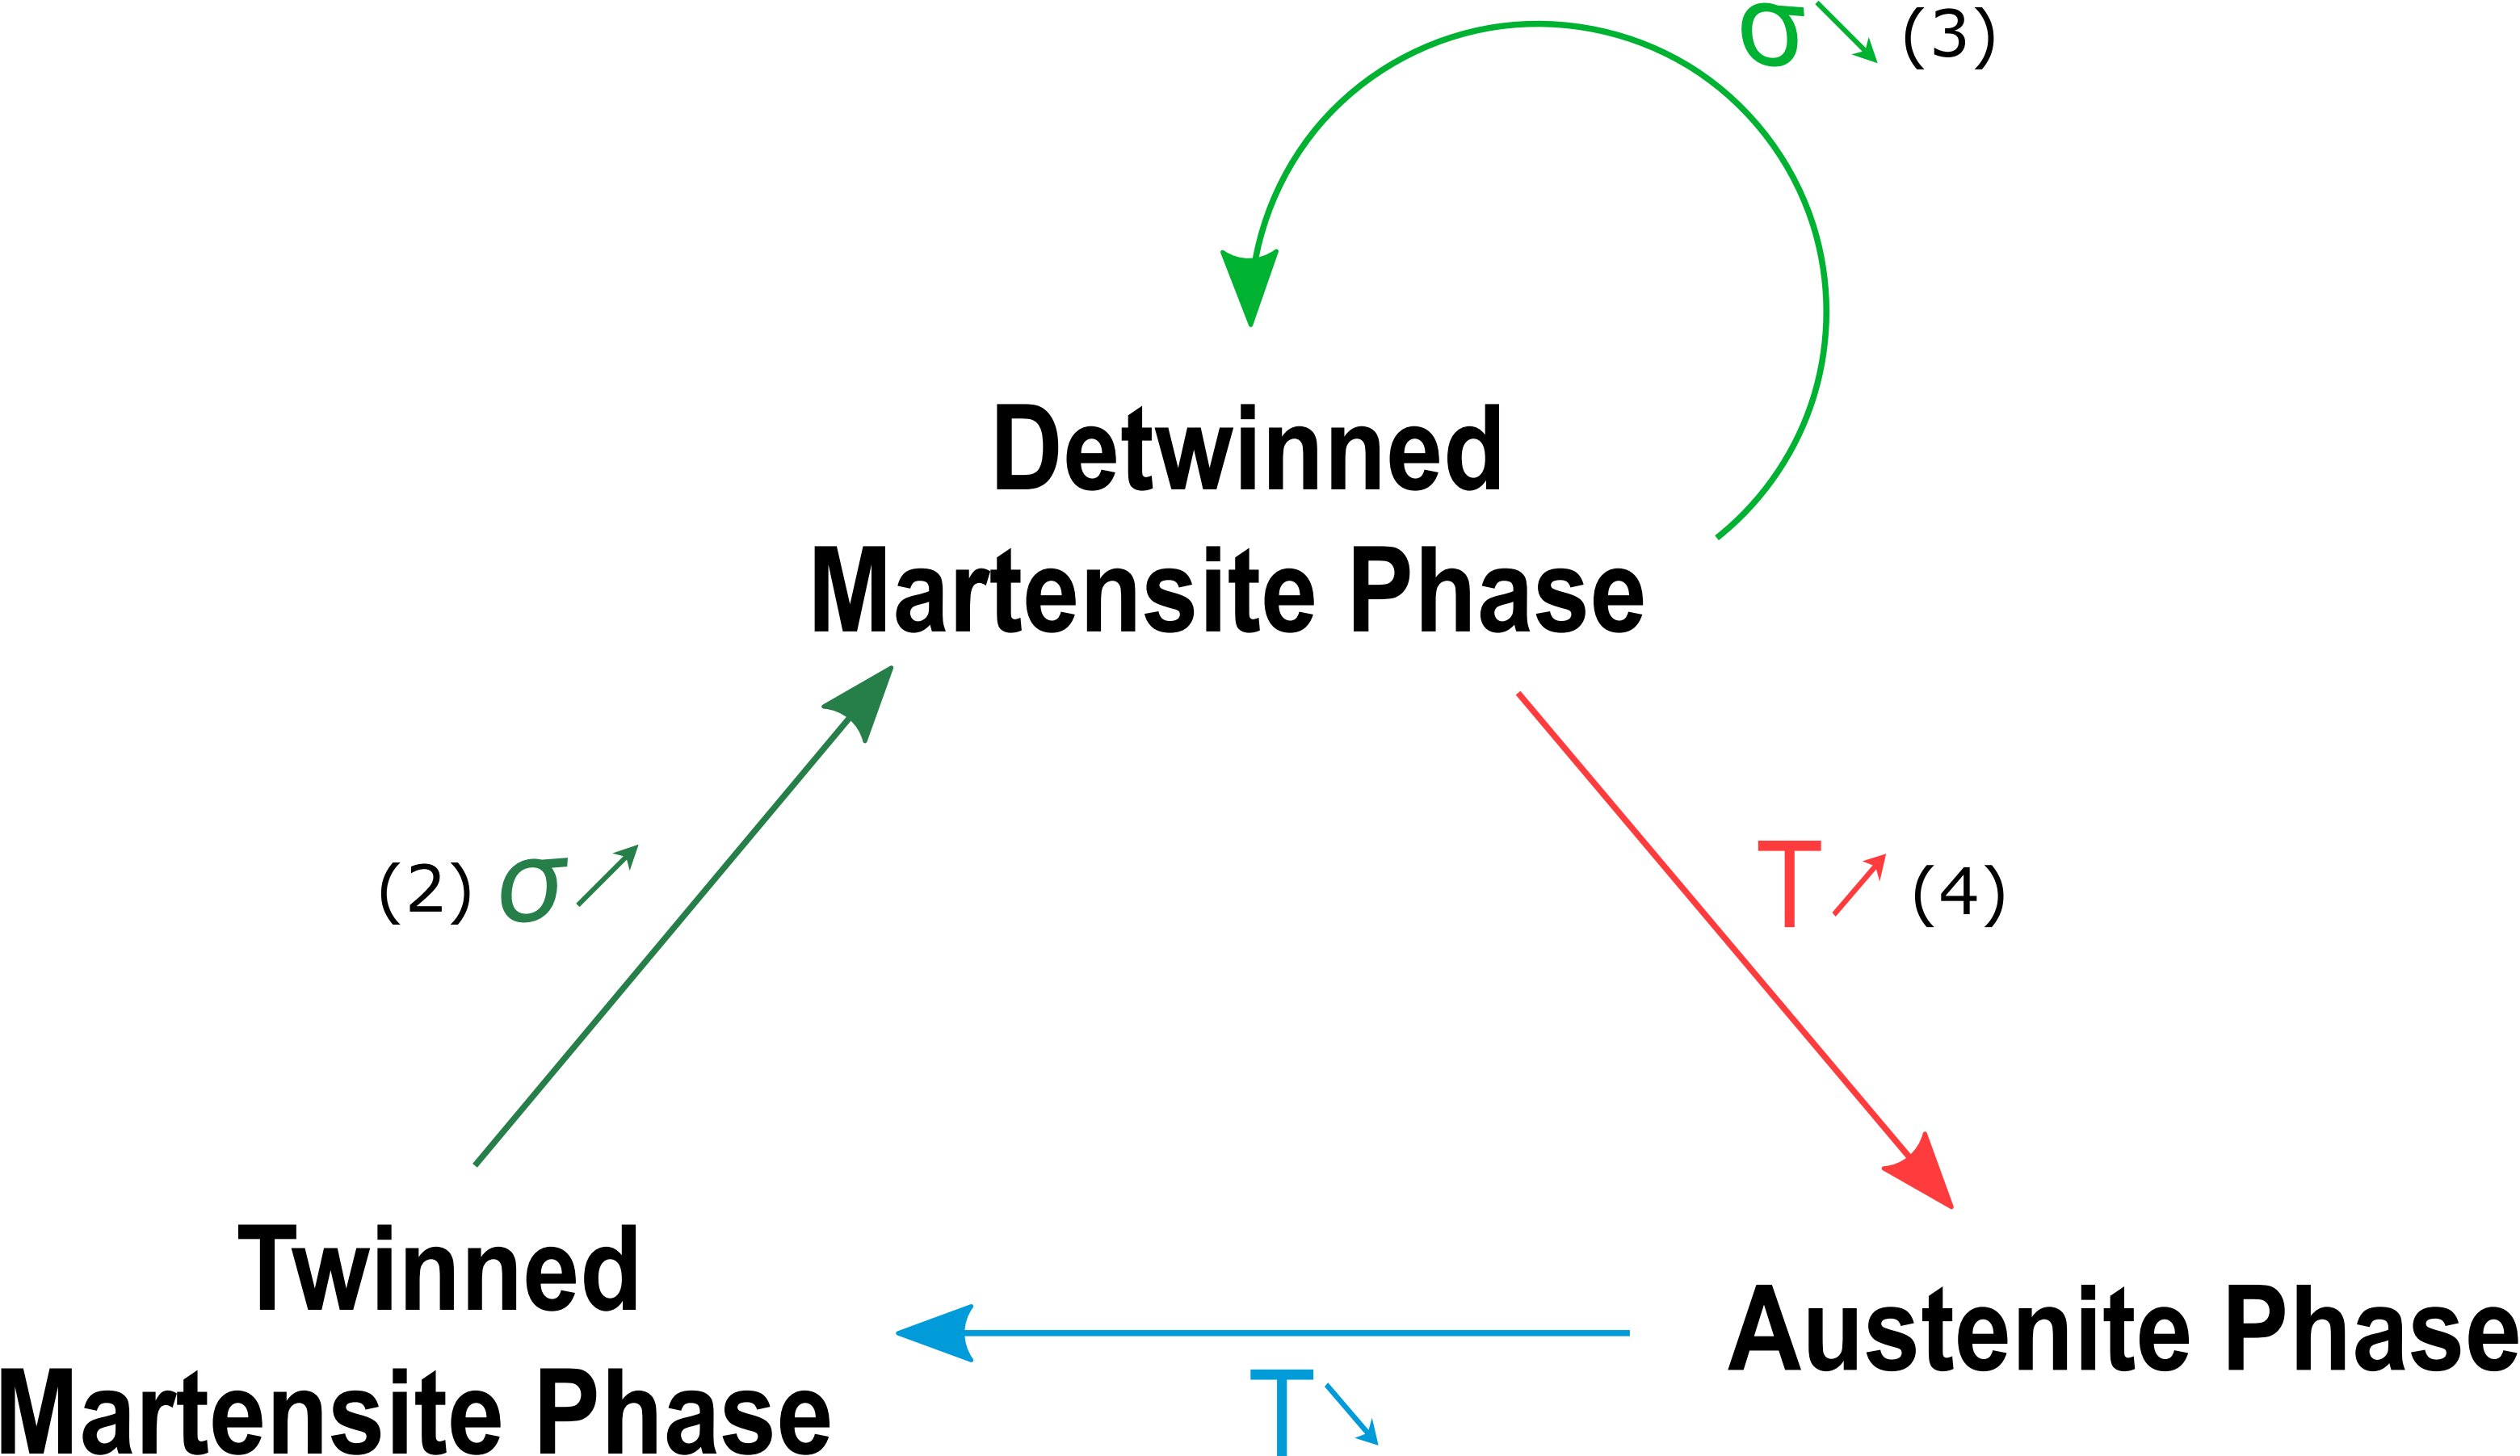 σ (3)
Detwinned
Martensite Phase
(2) σ
T (4)
Twinned
Martensite Phase
Austenite Phase
T